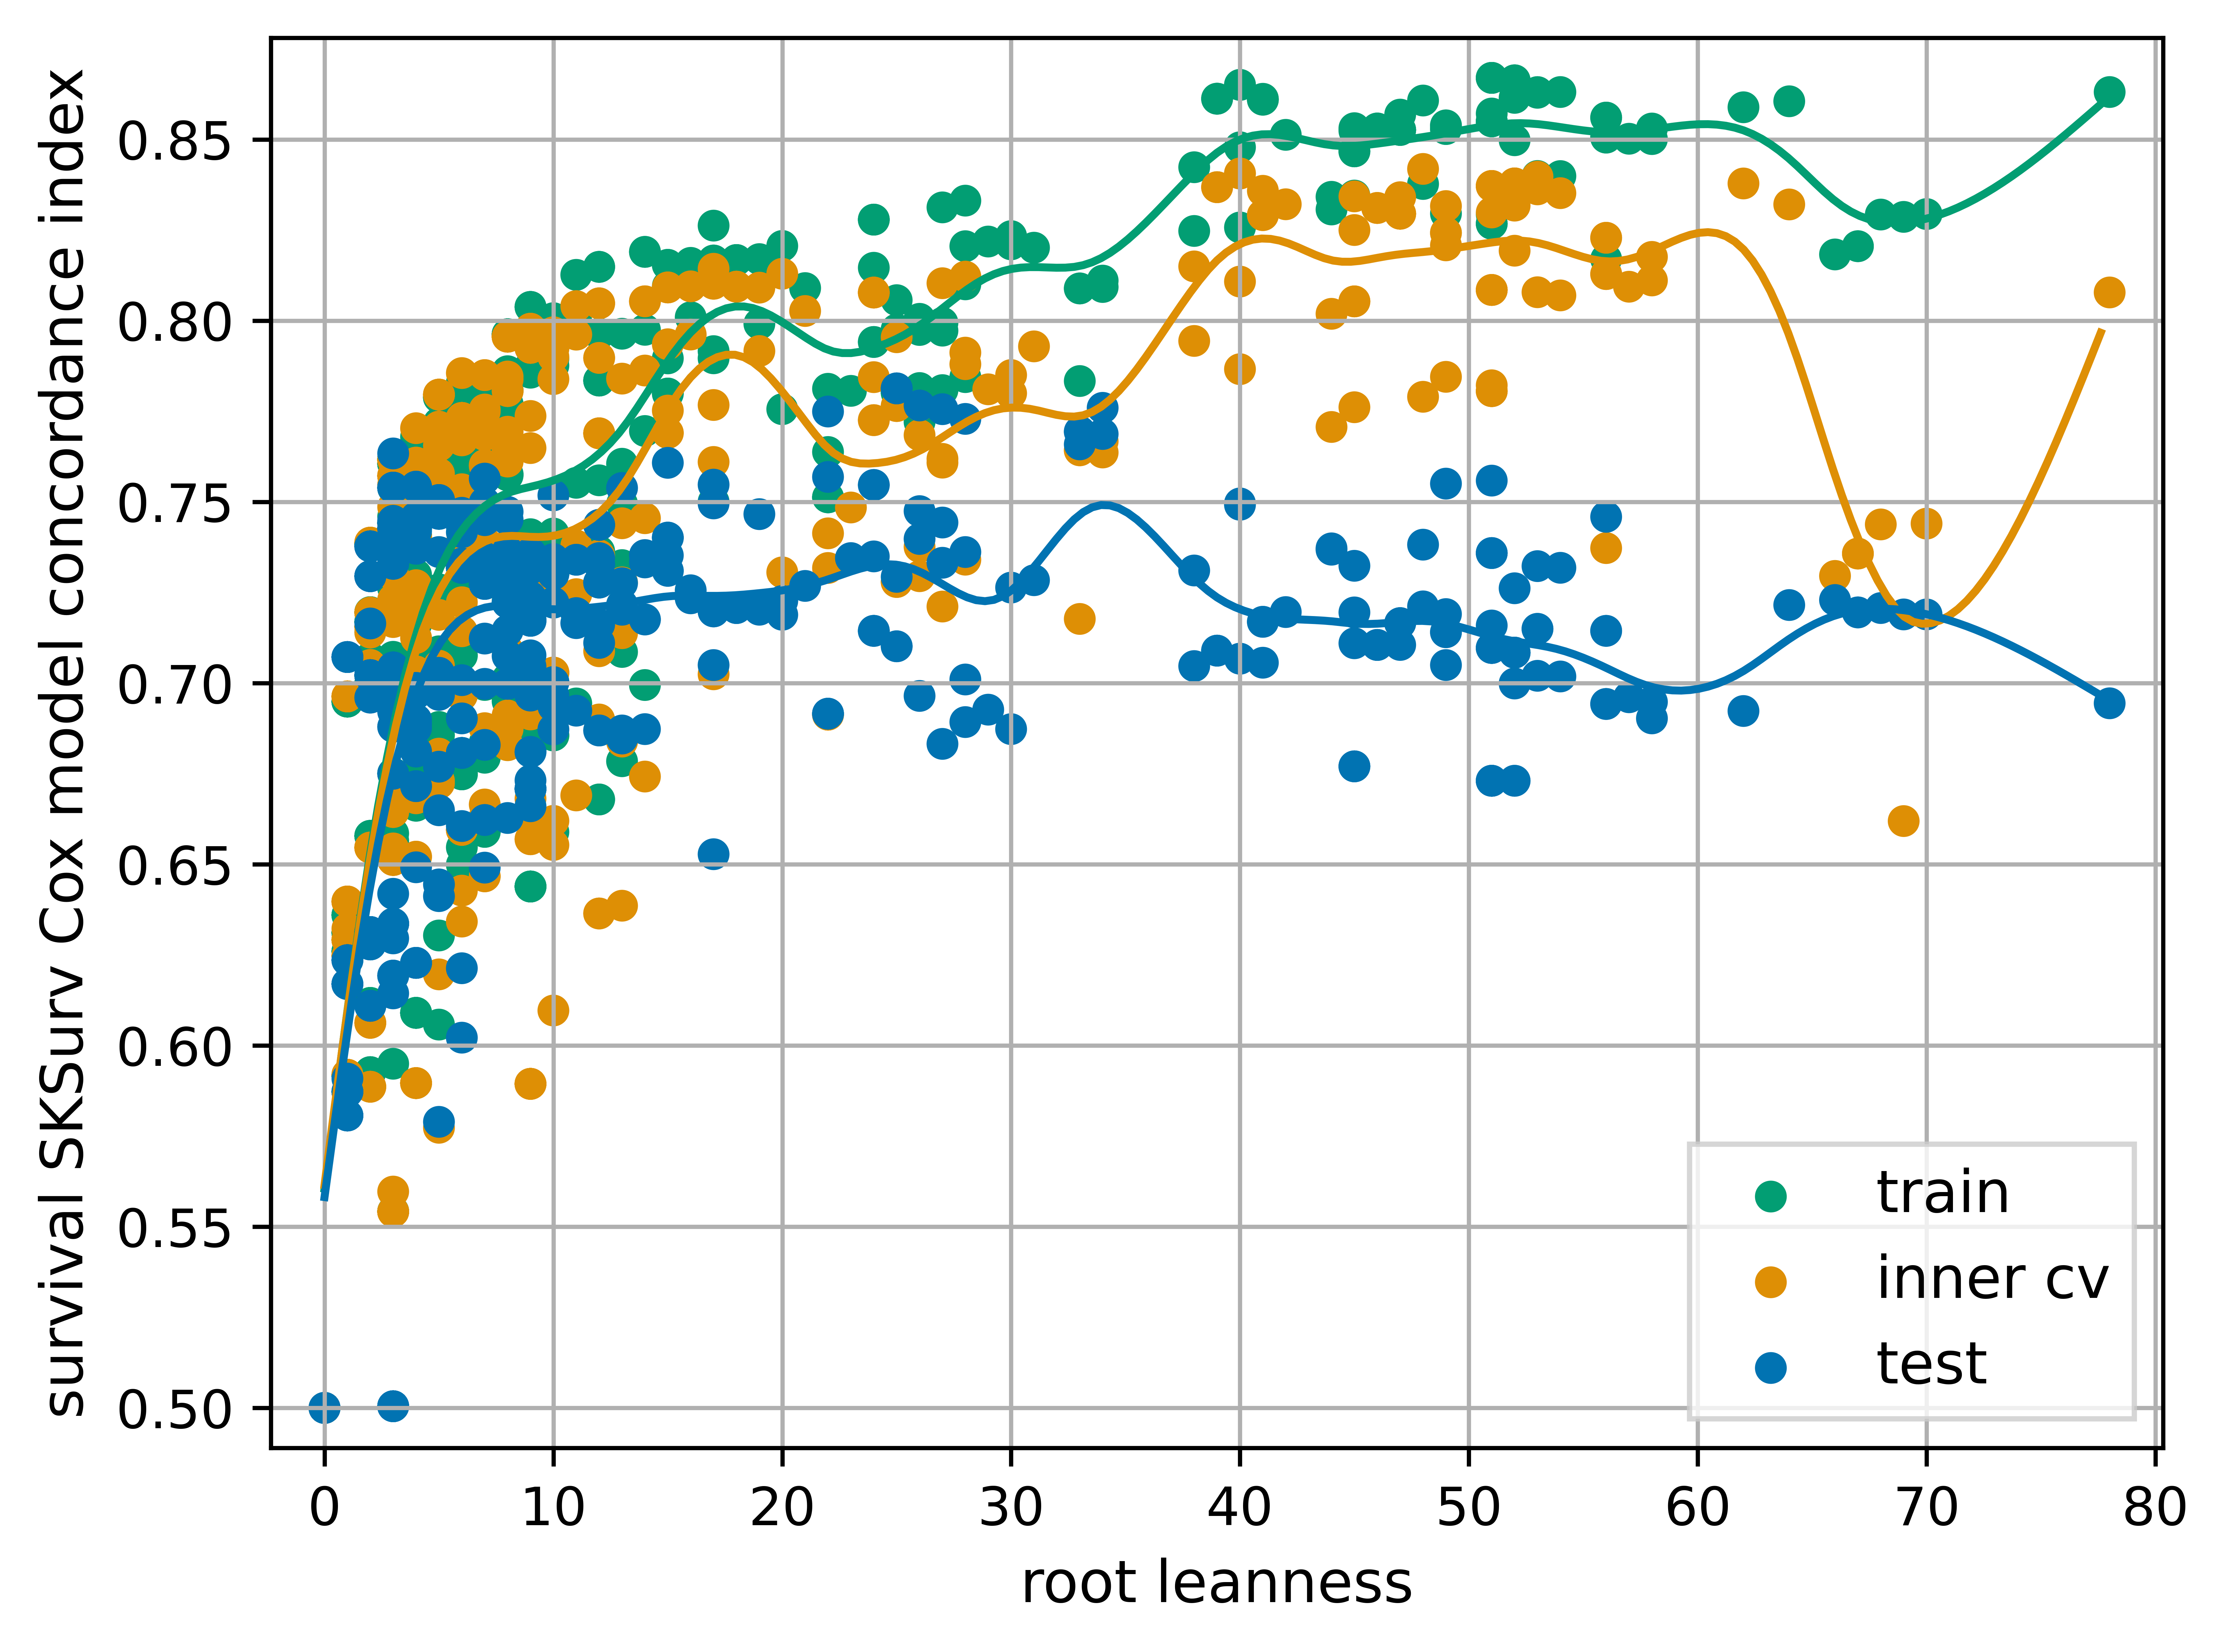 survival SKSurv Cox model concordance index
0.85
0.80
0.75
0.70
0.65
0.60
0.55
0.50
train
inner cv
test
0 10 20 30 40 50 60 70 80
root leanness